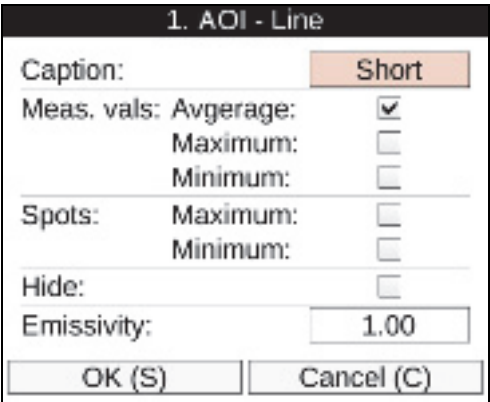 1. AOI - Line
Caption: Short
Meas. vals: Avgerage:
Maximum:
Minimum:
Spots: Maximum:
Minimum:
Hide:
Emissivity: 1.00
OK (S) Cancel (C)